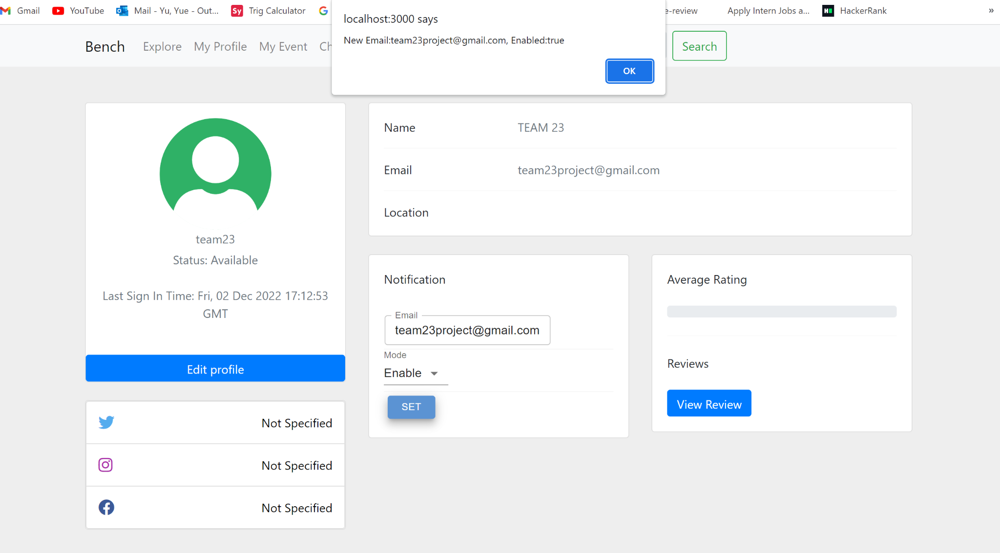 Gmail YouTube Mail - Yu, Yue - Out... Sy Trig Calculator e-review Apply Intern Jobs a... HackerRank »
localhost:3000 says
New Email:team23project@gmail.com, Enabled:true
OK
Bench Explore My Profile My Event Ch Search
team23
Status: Available
Last Sign In Time: Fri, 02 Dec 2022 17:12:53
GMT
Edit profile
Not Specified
Not Specified
Not Specified
Name TEAM 23
Email team23project@gmail.com
Location
Notification
Email
team23project@gmail.com
Mode
Enable
SET
Average Rating
Reviews
View Review